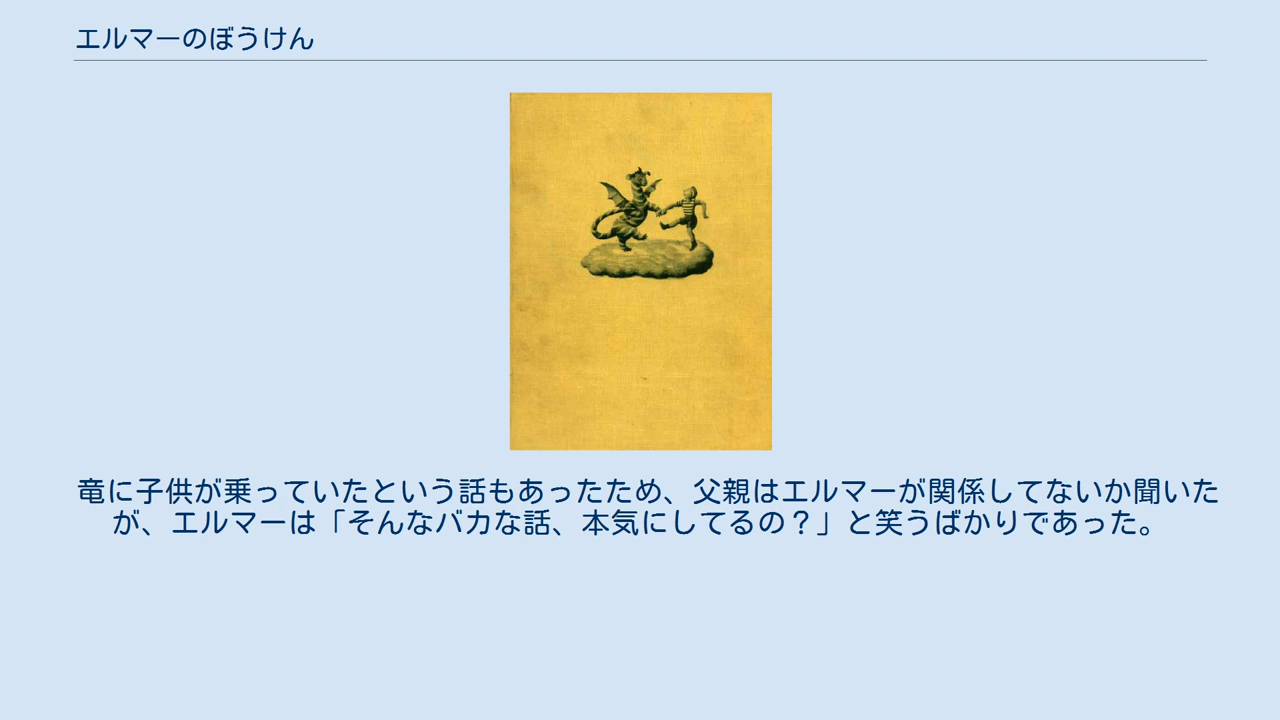 エルマーのぼうけん
竜に子供が乗っていたという話もあったため、父親はエルマーが関係してないか聞いた
が、エルマーは「そんなバカな話、本気にしてるの？」と笑うばかりであった。